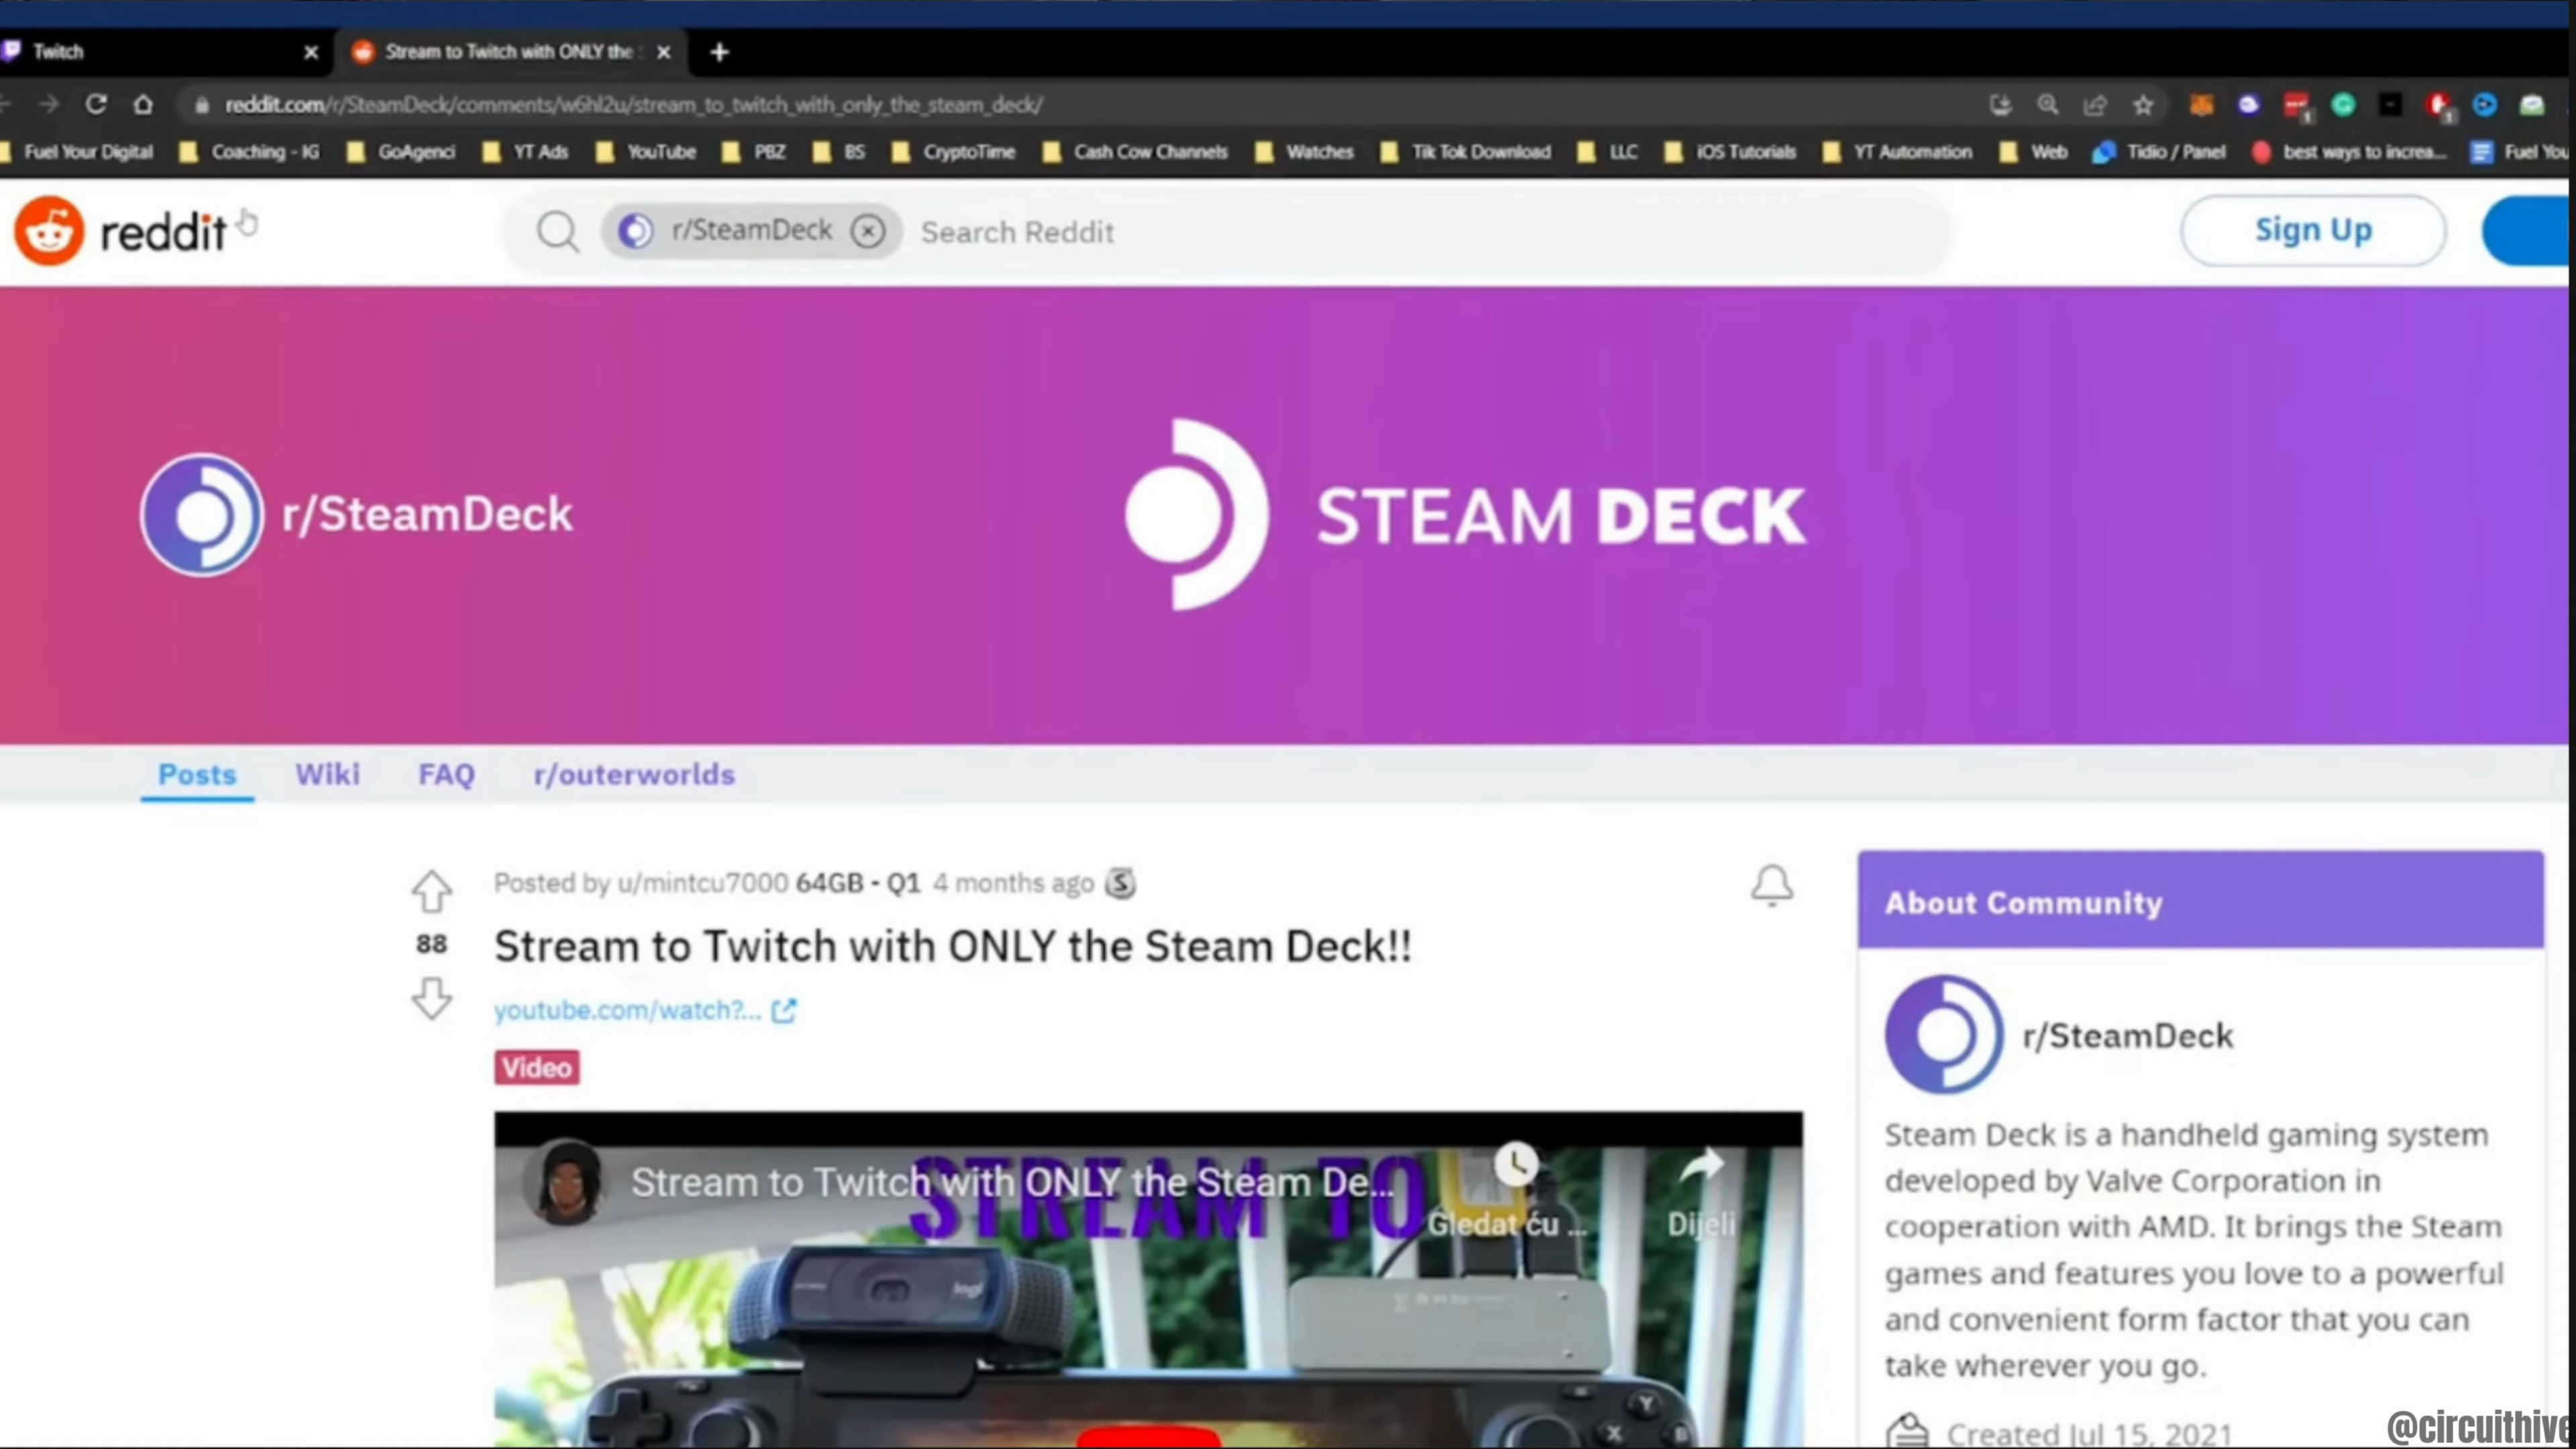 Twitch
Stream to Twitch with ONLY the
reddit.com/r/SteamDeck/comments/w6hl2u/stream_to_twitch_with_only_the_steam_deck/
Fuel Your Digital Coaching - IG GoAgenci YT Ads YouTube PBZ BS CryptoTime Cash Cow Channels Watches Tik Tok Download LLC iOS Tutorials YT Automation Web Tidio / Panel best ways to increa... Fuel You
reddit
r/SteamDeck
Search Reddit
Sign Up
r/SteamDeck
STEAM DECK
Posts Wiki FAQ r/outerworlds
Posted by u/mintcu7000 64GB - Q1 4 months ago
88
Stream to Twitch with ONLY the Steam Deck!!
youtube.com/watch?...
Video
Stream to Twitch with ONLY the Steam De...
STREAM TO
Gledat ću ...
Dijeli
logi
Y
X
B
About Community
r/SteamDeck
Steam Deck is a handheld gaming system
developed by Valve Corporation in
cooperation with AMD. It brings the Steam
games and features you love to a powerful
and convenient form factor that you can
take wherever you go.
Created Jul 15, 2021
@circuithive